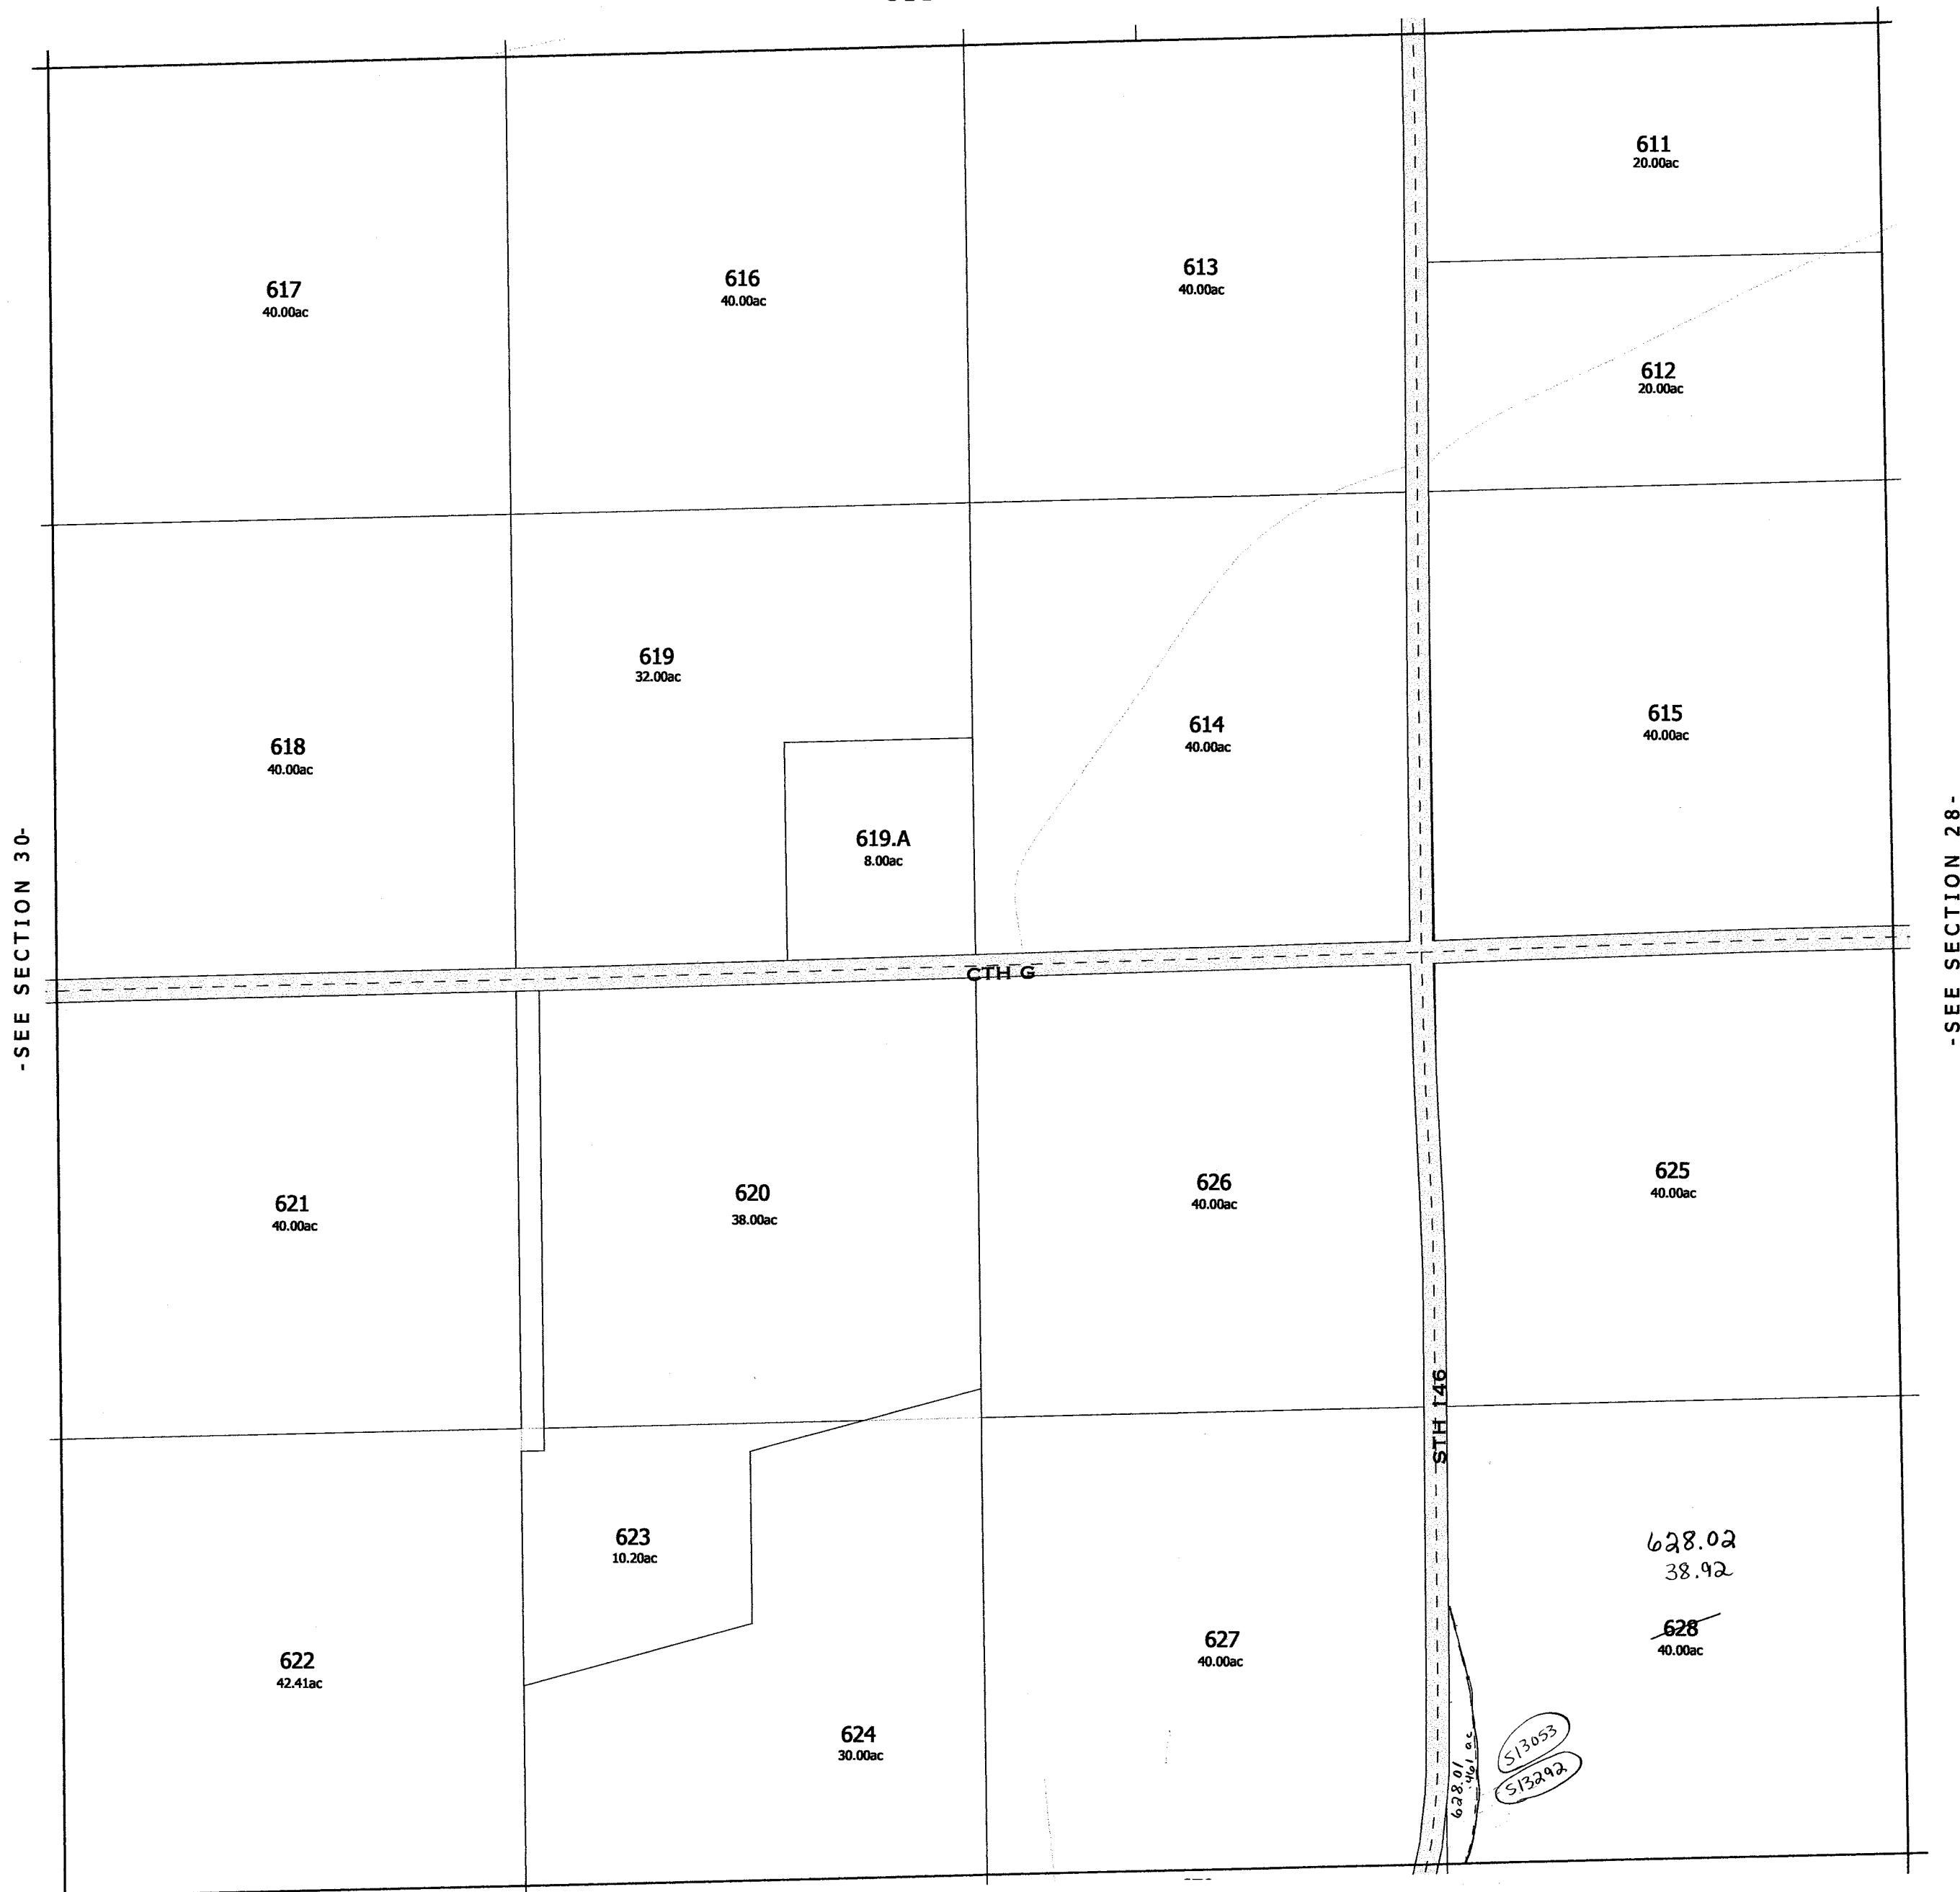 611
20.00ac
617
40.00ac
616
40.00ac
613
40.00ac
612
20.00ac
619
32.00ac
618
40.00ac
614
40.00ac
615
40.00ac
619.A
8.00ac
-SEE SECTION 30-
-SEE SECTION 28-
CTH G
621
40.00ac
620
38.00ac
626
40.00ac
625
40.00ac
STH 146
623
10.20ac
628.02
38.92
628
40.00ac
622
42.41ac
627
40.00ac
624
30.00ac
628.01
.461 ac
S13053
S13292